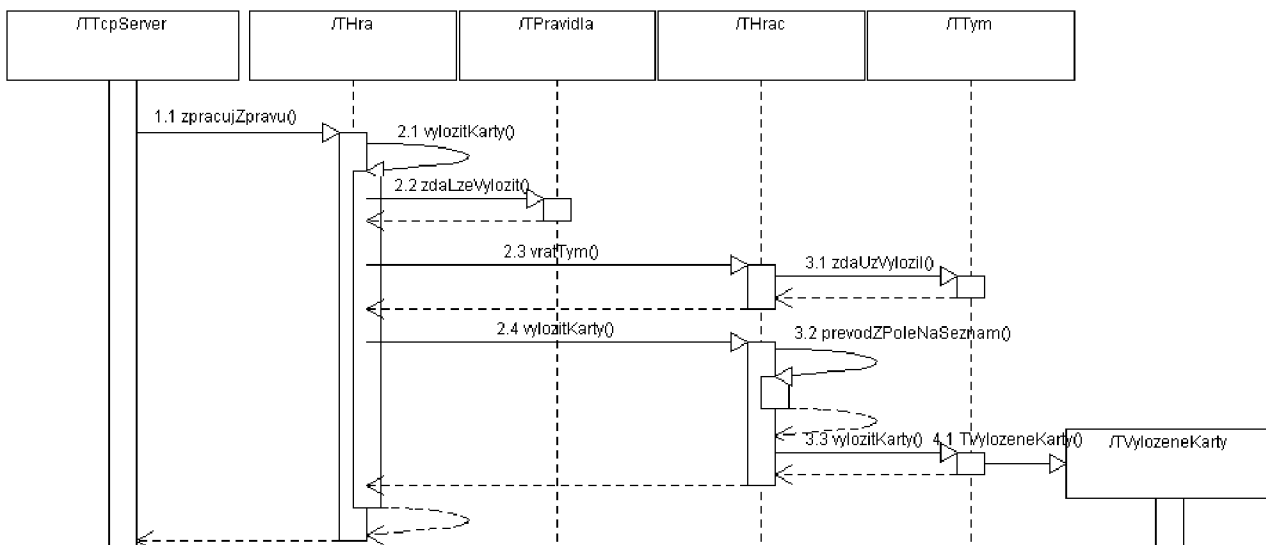 /TTcpServer
/THra
/TPravidla
/THrac
/TTym
1.1 zpracujZpravu()
2.1 vylozitKarty()
2.2 zdaLzeVylozit()
2.3 vratTym()
3.1 zdaUzVylozil()
2.4 vylozitKarty()
3.2 prevodZPoleNaSeznam()
3.3 vylozitKarty()
4.1 TVylozeneKarty()
/TVylozeneKarty